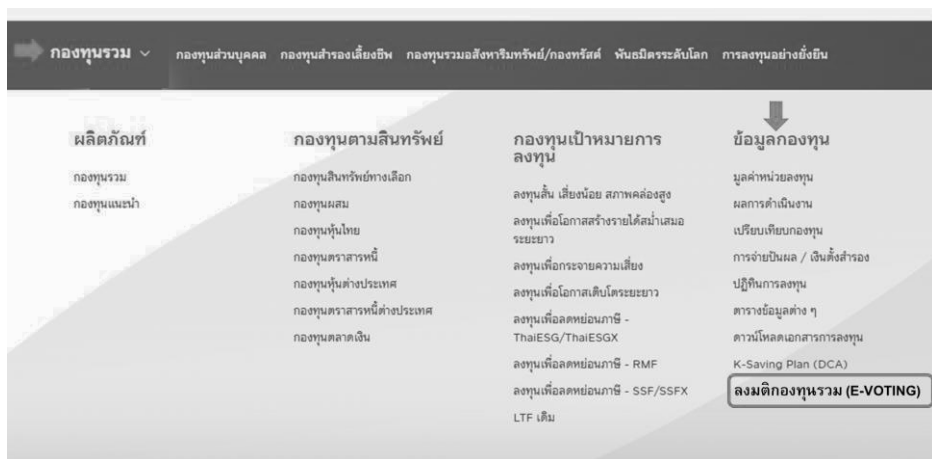 กองทุนรวม
กองทุนส่วนบุคคล
กองทุนสำรองเลี้ยงชีพ
กองทุนรวมอสังหาริมทรัพย์/กองทรัสต์
พันธมิตรระดับโลก
การลงทุนอย่างยั่งยืน
ผลิตภัณฑ์
กองทุนรวม
กองทุนแนะนำ
กองทุนตามสินทรัพย์
กองทุนสินทรัพย์ทางเลือก
กองทุนผสม
กองทุนหุ้นไทย
กองทุนตราสารหนี้
กองทุนหุ้นต่างประเทศ
กองทุนตราสารหนี้ต่างประเทศ
กองทุนตลาดเงิน
กองทุนเป้าหมายการ
ลงทุน
ลงทุนสั้น เสี่ยงน้อย สภาพคล่องสูง
ลงทุนเพื่อโอกาสสร้างรายได้สม่ำเสมอ
ระยะยาว
ลงทุนเพื่อกระจายความเสี่ยง
ลงทุนเพื่อโอกาสเติบโตระยะยาว
ลงทุนเพื่อลดหย่อนภาษี -
ThaiESG/ThaiESGX
ลงทุนเพื่อลดหย่อนภาษี - RMF
ลงทุนเพื่อลดหย่อนภาษี - SSF/SSFX
LTF เดิม
ข้อมูลกองทุน
มูลค่าหน่วยลงทุน
ผลการดำเนินงาน
เปรียบเทียบกองทุน
การจ่ายปันผล / เงินตั้งสำรอง
ปฏิทินการลงทุน
ตารางข้อมูลต่าง ๆ
ดาวน์โหลดเอกสารการลงทุน
K-Saving Plan (DCA)
ลงมติกองทุนรวม (E-VOTING)